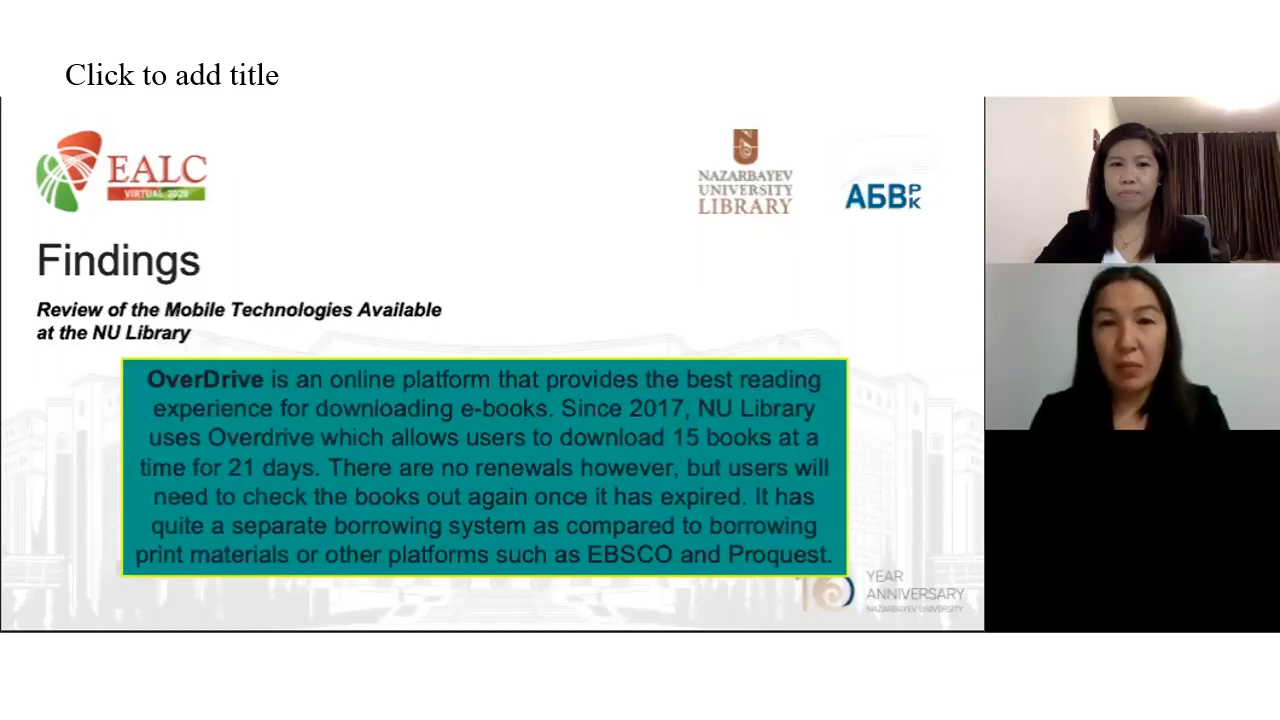 Click to add title
EALC
VIRTUAL 2020
NAZARBAYEV
UNIVERSITY
LIBRARY
АБВРК
Findings
Review of the Mobile Technologies Available
at the NU Library
OverDrive is an online platform that provides the best reading
experience for downloading e-books. Since 2017, NU Library
uses Overdrive which allows users to download 15 books at a
time for 21 days. There are no renewals however, but users will
need to check the books out again once it has expired. It has
quite a separate borrowing system as compared to borrowing
print materials or other platforms such as EBSCO and Proquest.
10 YEAR
ANNIVERSARY
NAZARBAYEV UNIVERSITY